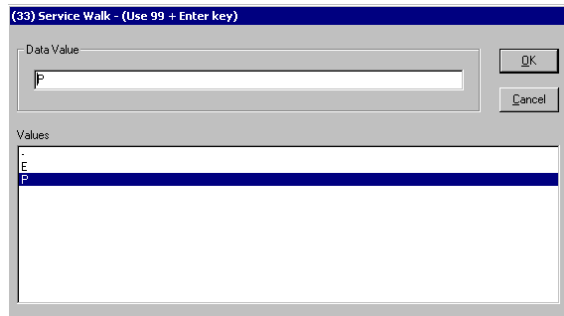 (33) Service Walk - (Use 99 + Enter key)
Data Value
P
OK
Cancel
Values
-
E
P